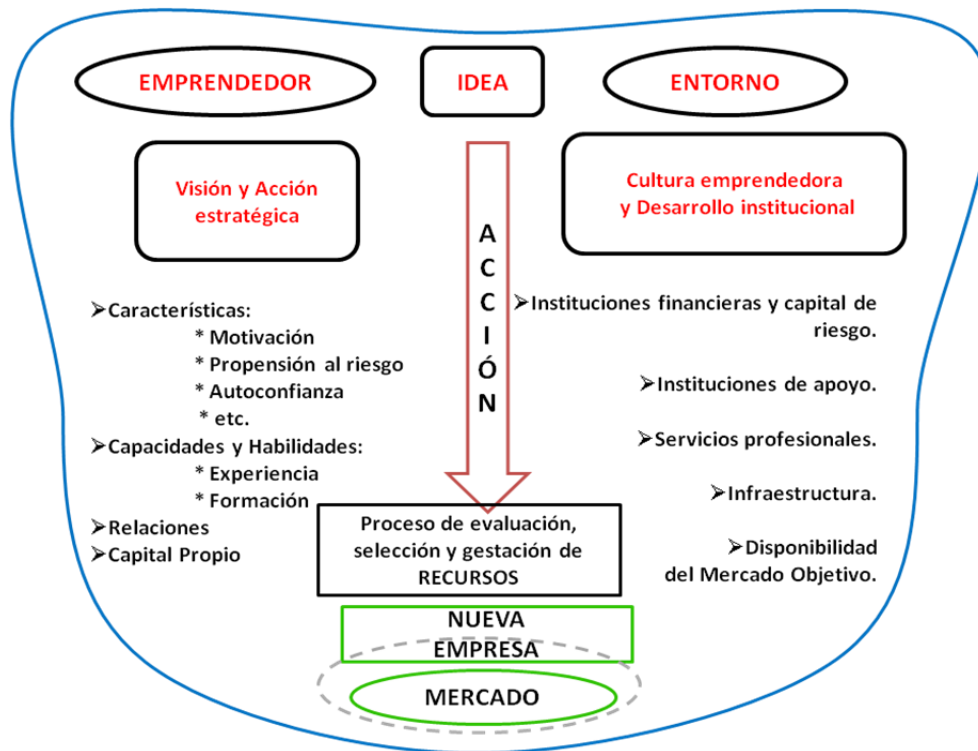 EMPRENDEDOR
IDEA
ENTORNO
Visión y Acción
estratégica
Cultura emprendedora
y Desarrollo institucional
ACCIÓN
➢Características:
* Motivación
* Propensión al riesgo
* Autoconfianza
* etc.
➢Capacidades y Habilidades:
* Experiencia
* Formación
➢Relaciones
➢Capital Propio
➢Instituciones financieras y capital de
riesgo.
➢Instituciones de apoyo.
➢Servicios profesionales.
➢Infraestructura.
➢Disponibilidad
del Mercado Objetivo.
Proceso de evaluación,
selección y gestación de
RECURSOS
NUEVA
EMPRESA
MERCADO